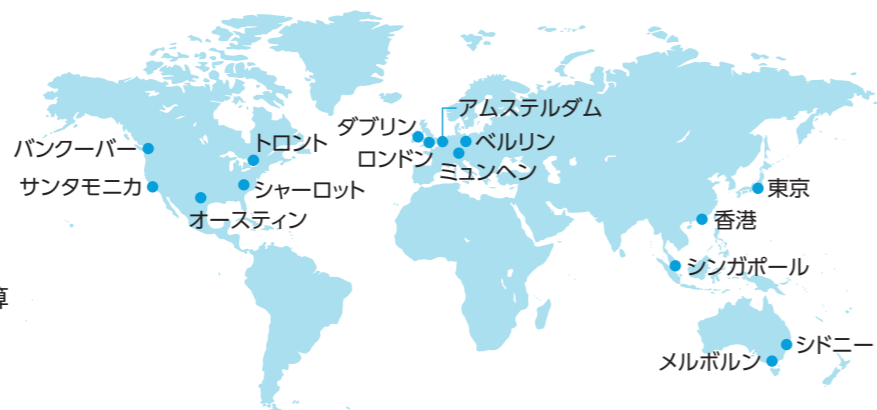 アムステルダム
ダブリン
バンクーバー
トロント
ベルリン
ロンドン
ミュンヘン
サンタモニカ
シャーロット
東京
オースティン
香港
シンガポール
算
シドニー
メルボルン